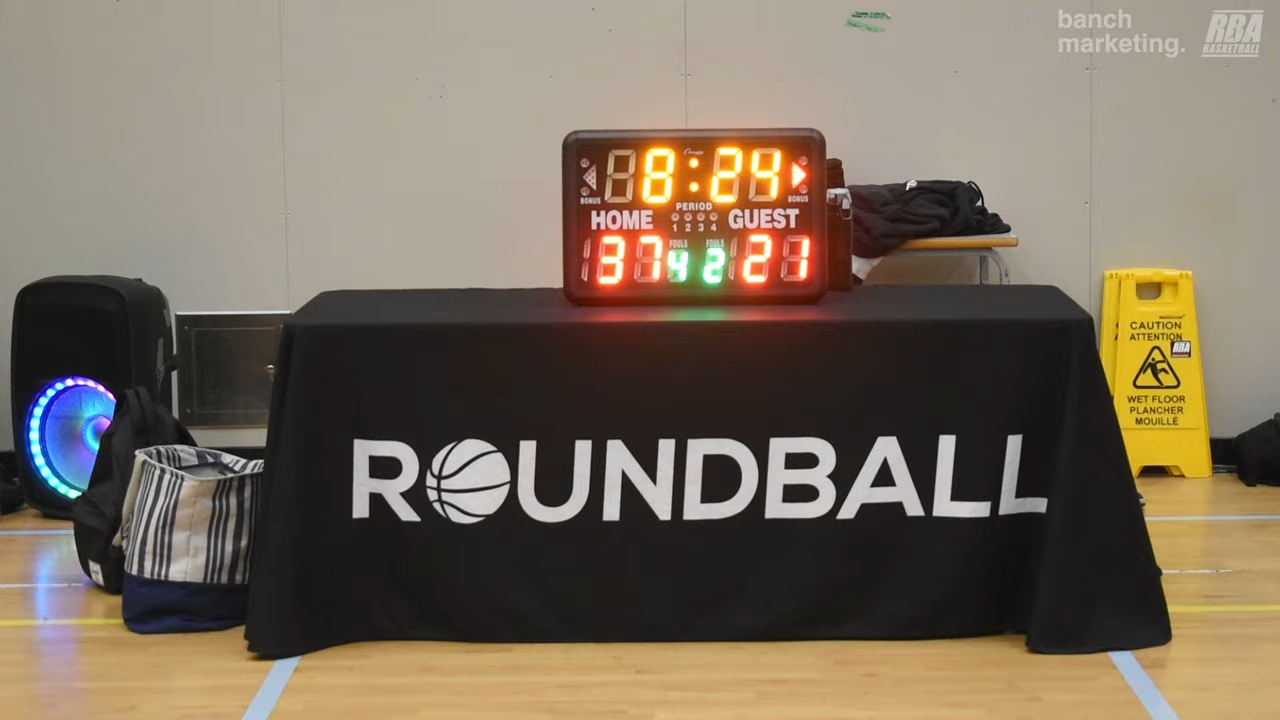 banch
marketing.
RBA
BASKETBALL
8:24
BONUS
BONUS
PERIOD
HOME
GUEST
1 2 3 4
FOULS
FOULS
37
4
2
21
CAUTION
ATTENTION
RBA
WET FLOOR
PLANCHER
MOUILLÉ
ROUNDBALL